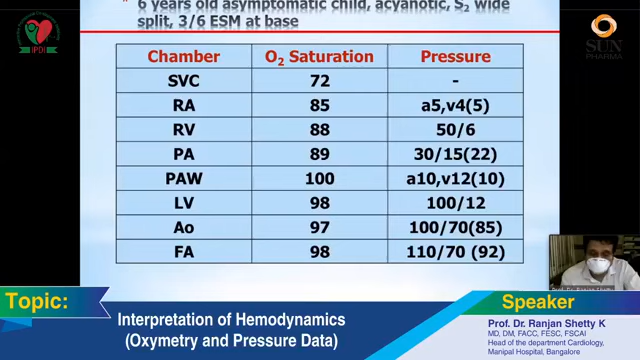 * 6 years old asymptomatic child, acyanotic, S2 wide
split, 3/6 ESM at base
IPDI
SUN
PHARMA
Chamber O2 Saturation Pressure
SVC 72 -
RA 85 a5,v4(5)
RV 88 50/6
PA 89 30/15(22)
PAW 100 a10,v12(10)
LV 98 100/12
Ao 97 100/70(85)
FA 98 110/70 (92)
Topic:
Interpretation of Hemodynamics
(Oxymetry and Pressure Data)
Speaker
Prof. Dr. Ranjan Shetty K
MD, DM, FACC, FESC, FSCAI
Head of the department Cardiology,
Manipal Hospital, Bangalore